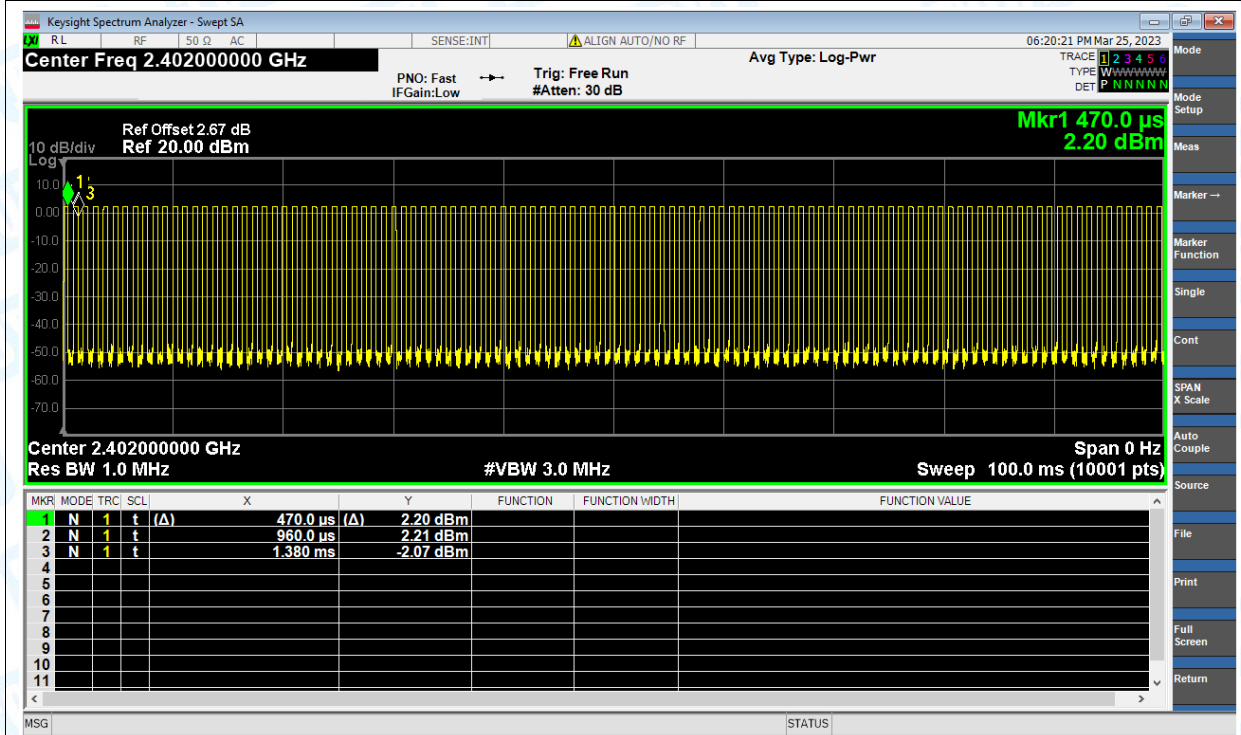 Keysight Spectrum Analyzer - Swept SA
LXI RL RF 50 Ω AC SENSE:INT ALIGN AUTO/NO RF 06:20:21 PM Mar 25, 2023
Center Freq 2.402000000 GHz
PNO: Fast
IFGain:Low
Trig: Free Run
#Atten: 30 dB
Avg Type: Log-Pwr
TRACE 1 2 3 4 5 6
TYPE WWWWWWW
DET P N N N N N
Ref Offset 2.67 dB
10 dB/div Ref 20.00 dBm
Log
Mkr1 470.0 µs
2.20 dBm
10.0
0.00
-10.0
-20.0
-30.0
-40.0
-50.0
-60.0
-70.0
1
3
Center 2.402000000 GHz Span 0 Hz
Res BW 1.0 MHz #VBW 3.0 MHz Sweep 100.0 ms (10001 pts)
MKR MODE TRC SCL X Y FUNCTION FUNCTION WIDTH FUNCTION VALUE
1 N 1 t (Δ) 470.0 µs (Δ) 2.20 dBm
2 N 1 t 960.0 µs 2.21 dBm
3 N 1 t 1.380 ms -2.07 dBm
4
5
6
7
8
9
10
11
MSG STATUS
Mode
Mode
Setup
Meas
Marker →
Marker
Function
Single
Cont
SPAN
X Scale
Auto
Couple
Source
File
Print
Full
Screen
Return